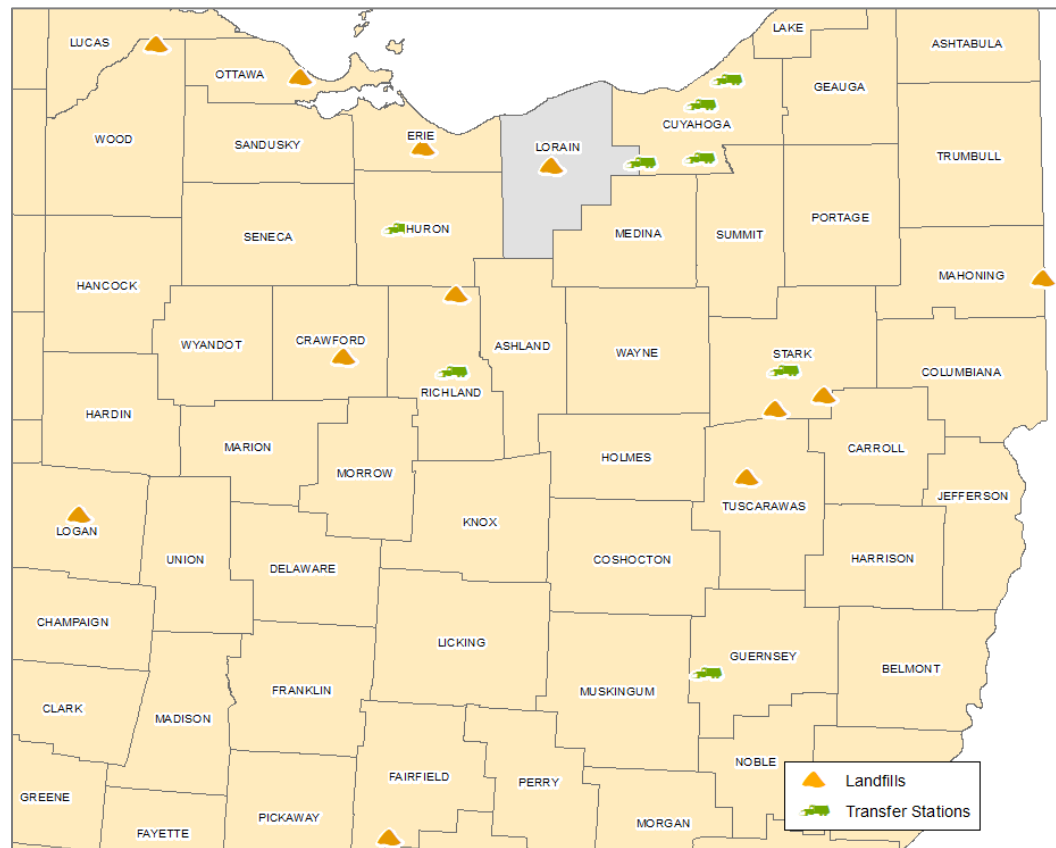 LUCAS
LAKE
ASHTABULA
OTTAWA
GEAUGA
CUYAHOGA
WOOD
ERIE
SANDUSKY
LORAIN
TRUMBULL
PORTAGE
HURON
MEDINA
SUMMIT
SENECA
MAHONING
HANCOCK
CRAWFORD
WYANDOT
ASHLAND
WAYNE
STARK
COLUMBIANA
RICHLAND
HARDIN
MARION
CARROLL
HOLMES
MORROW
JEFFERSON
TUSCARAWAS
KNOX
LOGAN
UNION
COSHOCTON
HARRISON
DELAWARE
CHAMPAIGN
LICKING
GUERNSEY
BELMONT
FRANKLIN
MUSKINGUM
CLARK
MADISON
NOBLE
FAIRFIELD
PERRY
Landfills
GREENE
Transfer Stations
PICKAWAY
MORGAN
FAYETTE